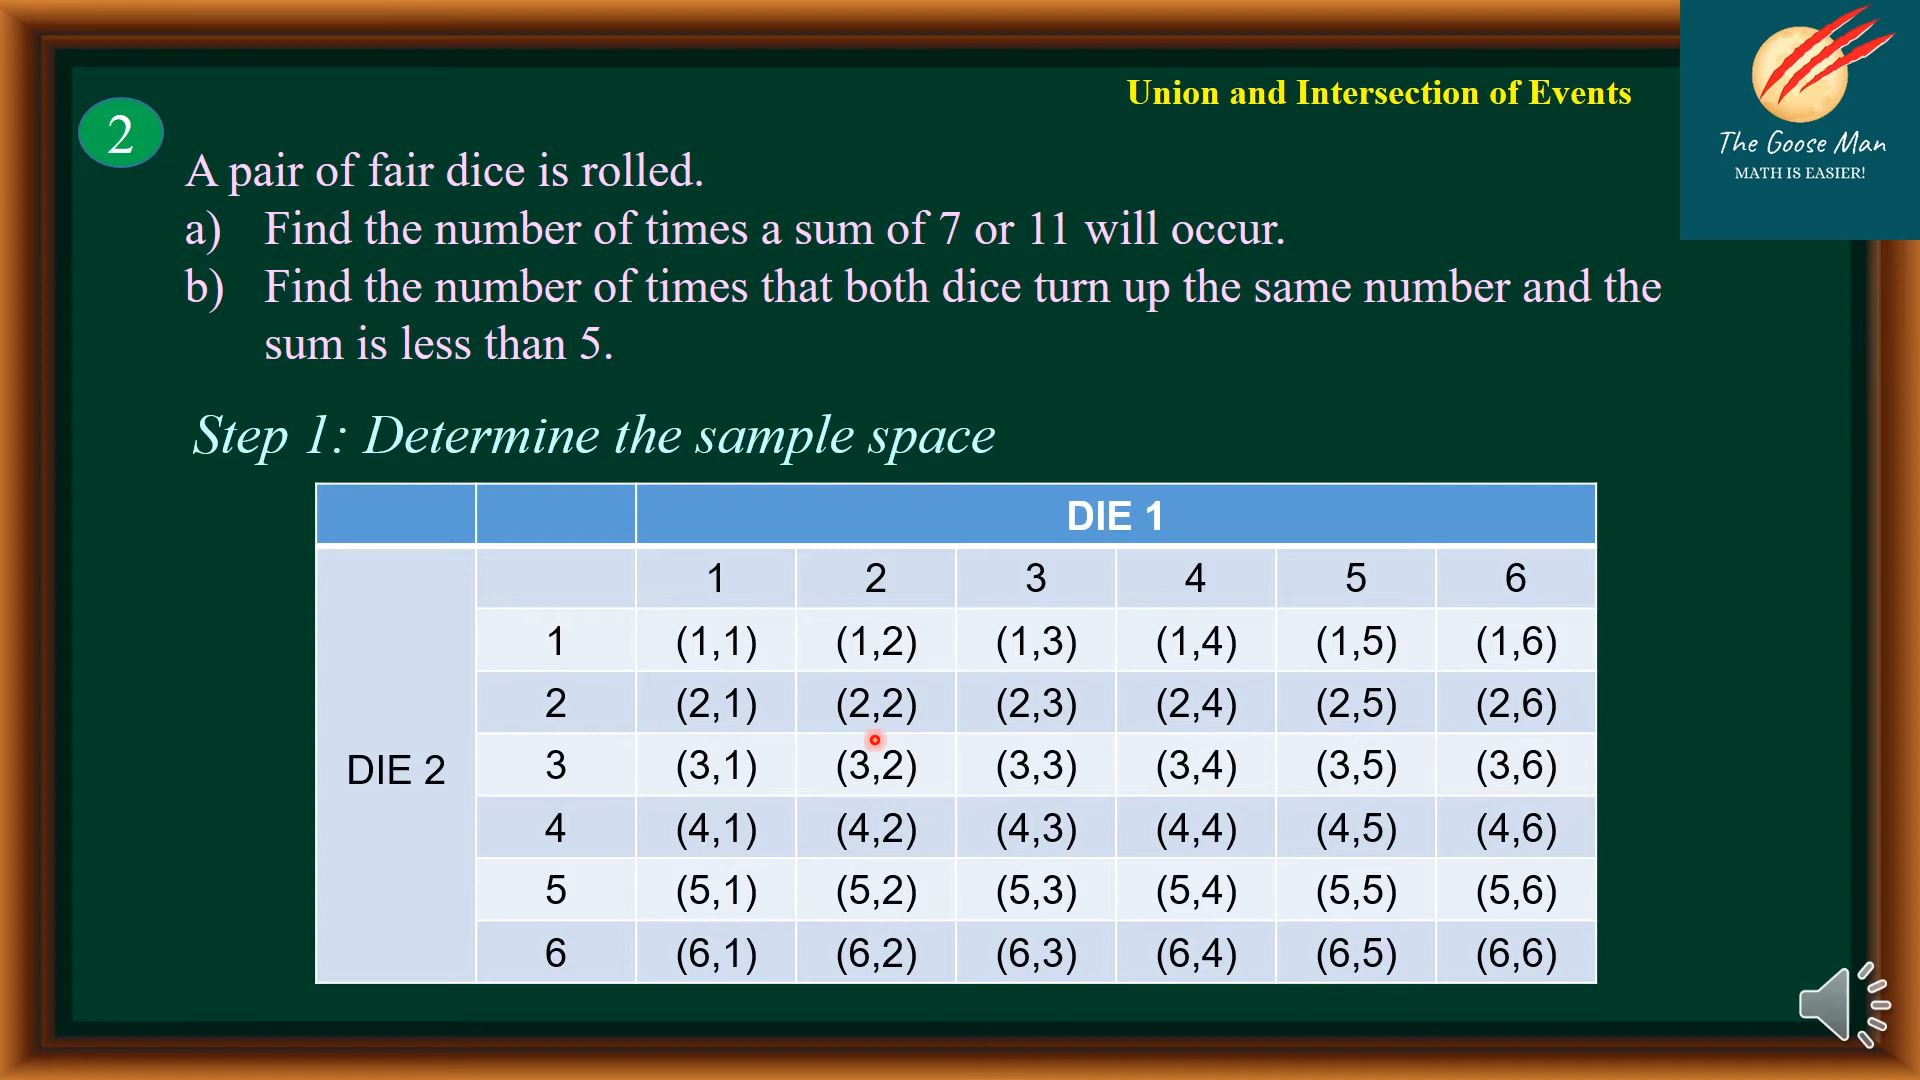 Union and Intersection of Events
The Goose Man
MATH IS EASIER!
2
A pair of fair dice is rolled.
a) Find the number of times a sum of 7 or 11 will occur.
b) Find the number of times that both dice turn up the same number and the
sum is less than 5.
Step 1: Determine the sample space
DIE 1
1 2 3 4 5 6
1 (1,1) (1,2) (1,3) (1,4) (1,5) (1,6)
2 (2,1) (2,2) (2,3) (2,4) (2,5) (2,6)
DIE 2 3 (3,1) (3,2) (3,3) (3,4) (3,5) (3,6)
4 (4,1) (4,2) (4,3) (4,4) (4,5) (4,6)
5 (5,1) (5,2) (5,3) (5,4) (5,5) (5,6)
6 (6,1) (6,2) (6,3) (6,4) (6,5) (6,6)